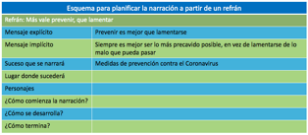 Esquema para planificar la narración a partir de un refrán
Refrán: Más vale prevenir, que lamentar
Mensaje explícito
Prevenir es mejor que lamentarse
Mensaje implícito
Siempre es mejor ser lo más precavido posible, en vez de lamentarse de lo
malo que pueda pasar
Suceso que se narrará
Medidas de prevención contra el Coronavirus
Lugar donde sucederá
Personajes
¿Cómo comienza la narración?
¿Cómo se desarrolla?
¿Cómo termina?